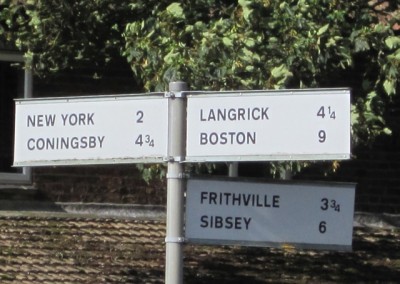 NEW YORK 2
CONINGSBY 4¾
LANGRICK 4¼
BOSTON 9
FRITHVILLE 3¾
SIBSEY 6